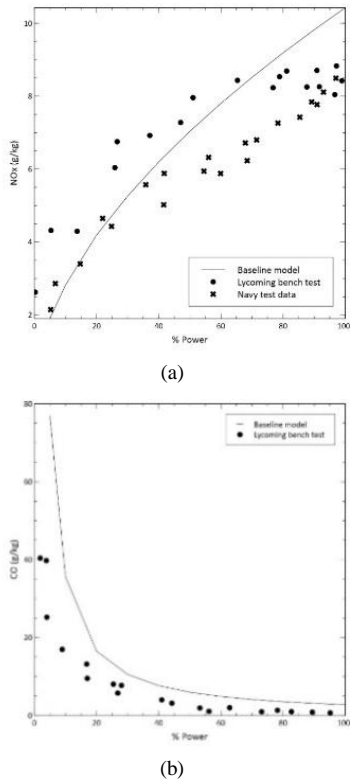 10
8
6
4
2
NOx (g/kg)
Baseline model
Lycoming bench test
Navy test data
0 20 40 60 80 100
% Power
(a)
80
60
40
20
0
CO (g/kg)
Baseline model
Lycoming bench test
0 20 40 60 80 100
% Power
(b)